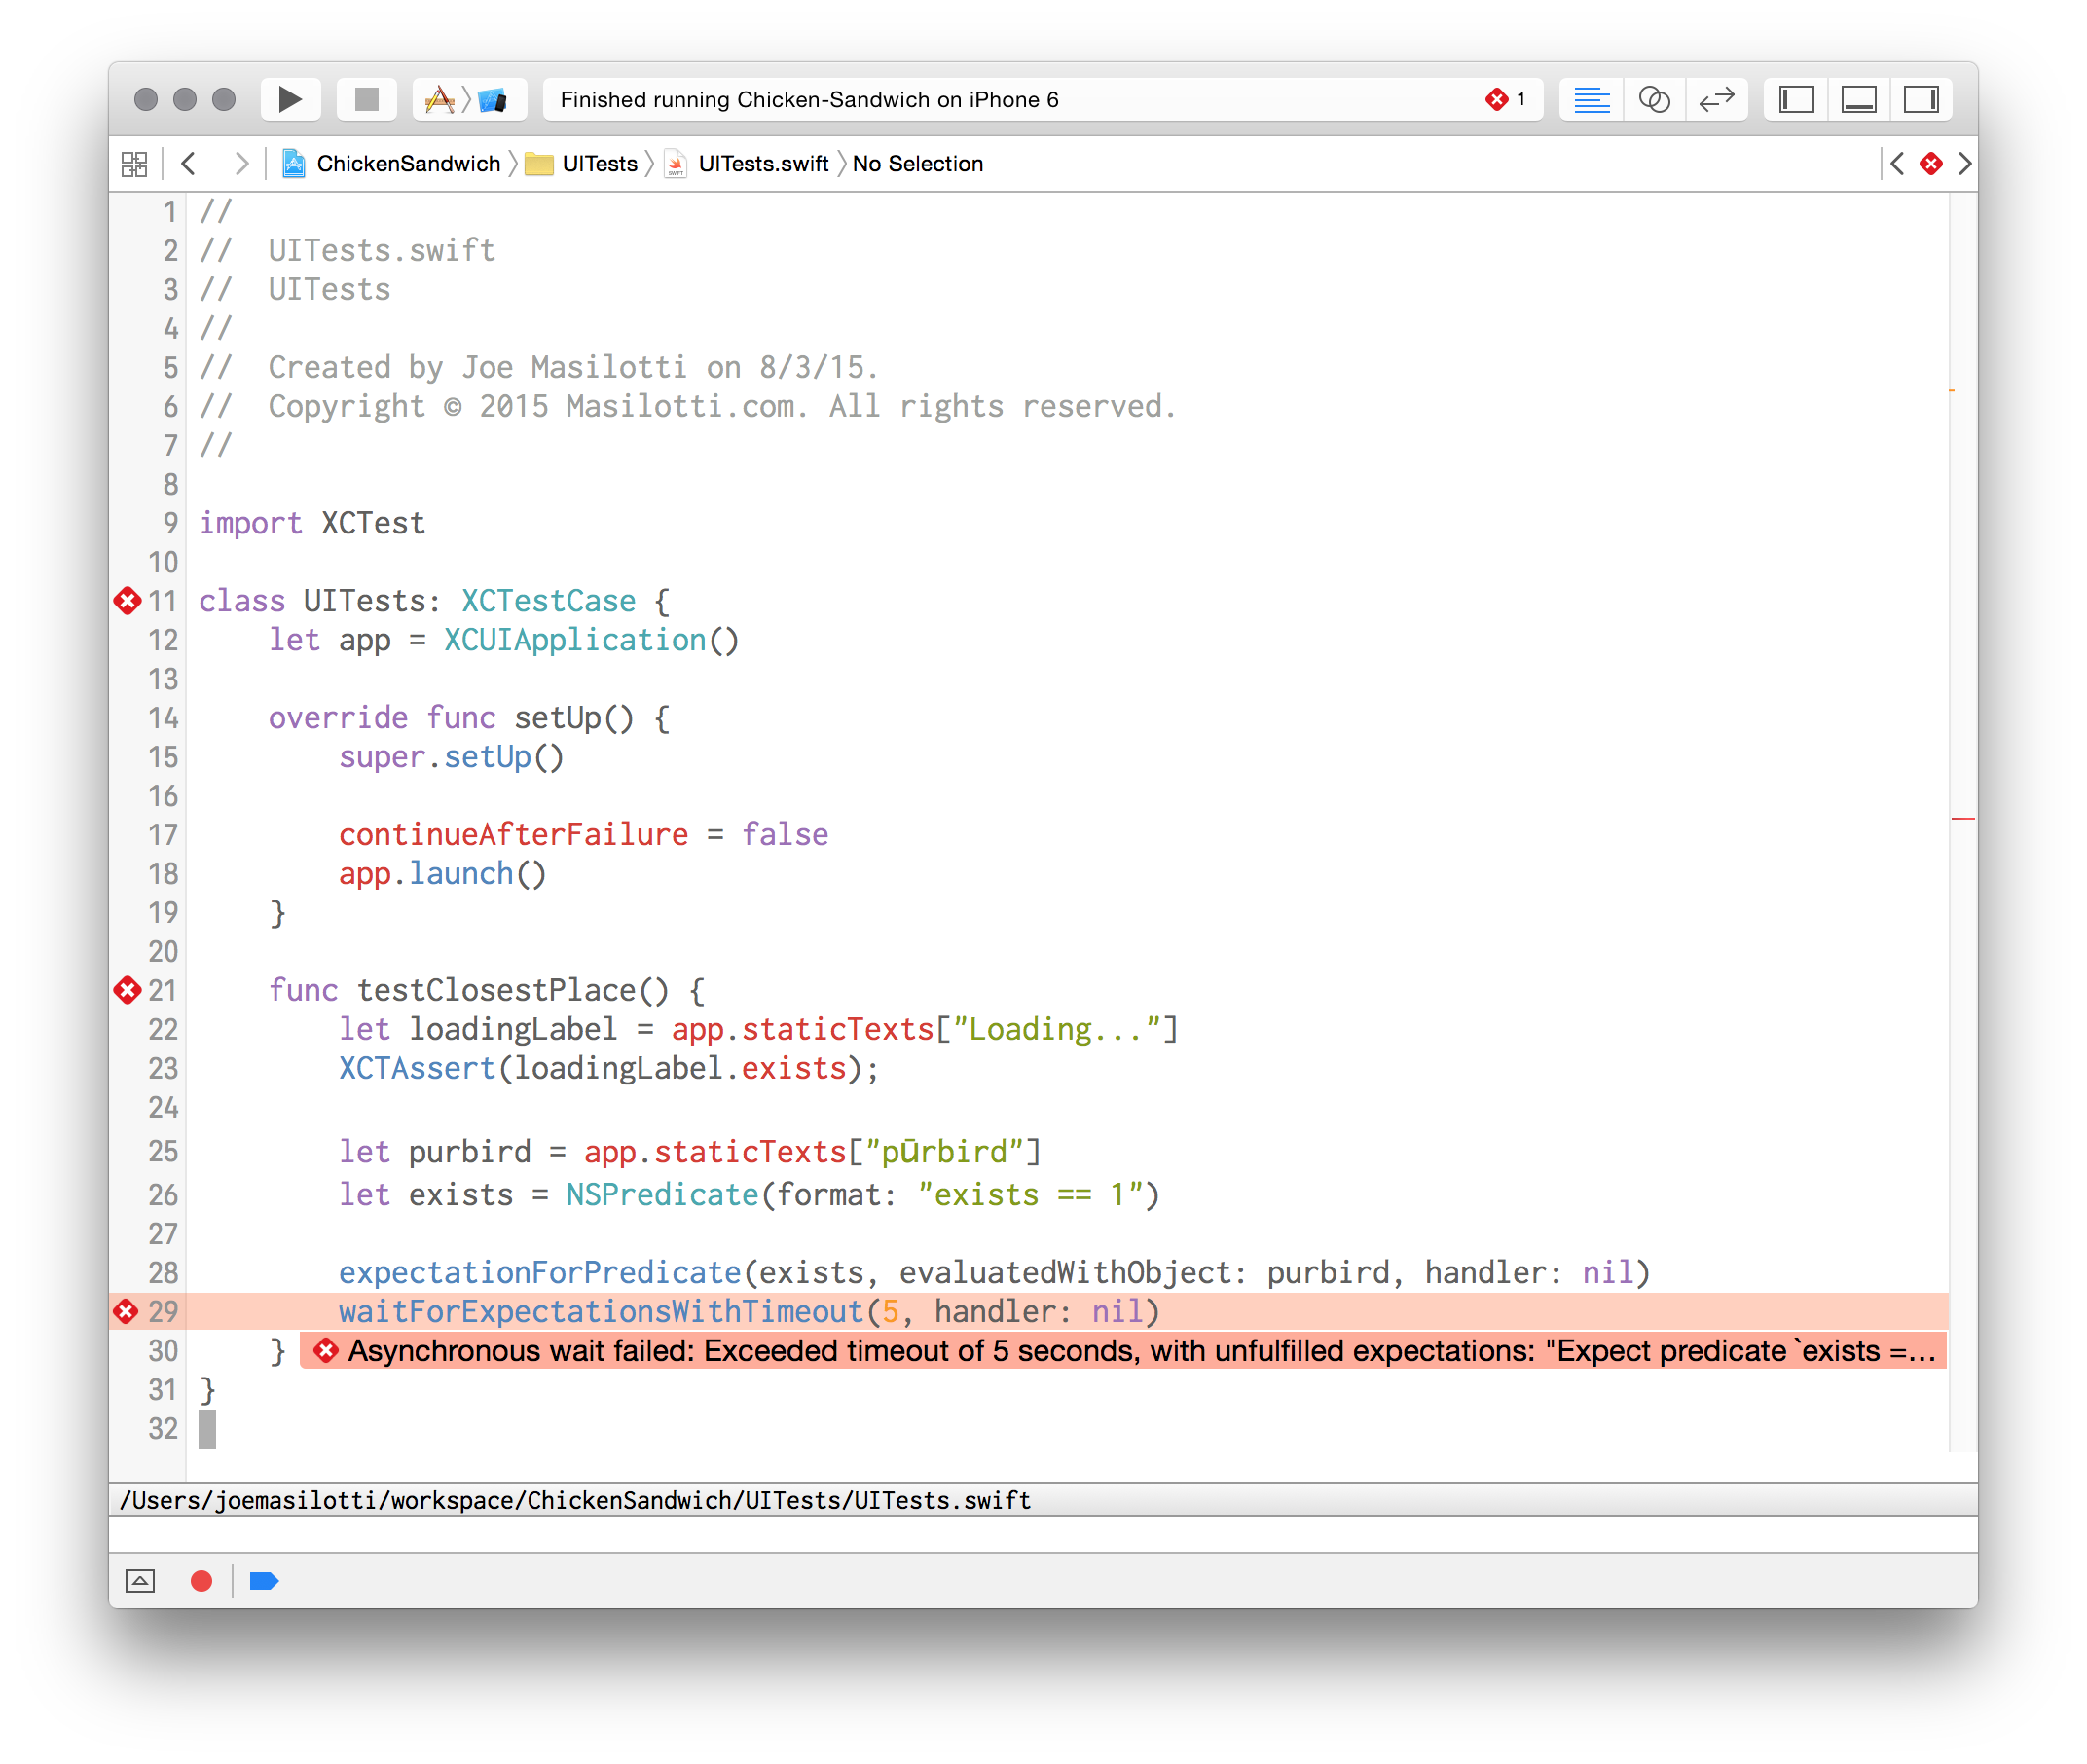 Finished running Chicken-Sandwich on iPhone 6 1
ChickenSandwich UITests UITests.swift No Selection
1 //
2 //  UITests.swift
3 //  UITests
4 //
5 //  Created by Joe Masilotti on 8/3/15.
6 //  Copyright © 2015 Masilotti.com. All rights reserved.
7 //
8
9 import XCTest
10
11 class UITests: XCTestCase {
12     let app = XCUIApplication()
13
14     override func setUp() {
15         super.setUp()
16
17         continueAfterFailure = false
18         app.launch()
19     }
20
21     func testClosestPlace() {
22         let loadingLabel = app.staticTexts["Loading..."]
23         XCTAssert(loadingLabel.exists);
24
25         let purbird = app.staticTexts["pūrbird"]
26         let exists = NSPredicate(format: "exists == 1")
27
28         expectationForPredicate(exists, evaluatedWithObject: purbird, handler: nil)
29         waitForExpectationsWithTimeout(5, handler: nil)
30     } Asynchronous wait failed: Exceeded timeout of 5 seconds, with unfulfilled expectations: "Expect predicate `exists =...
31 }
32
/Users/joemasilotti/workspace/ChickenSandwich/UITests/UITests.swift